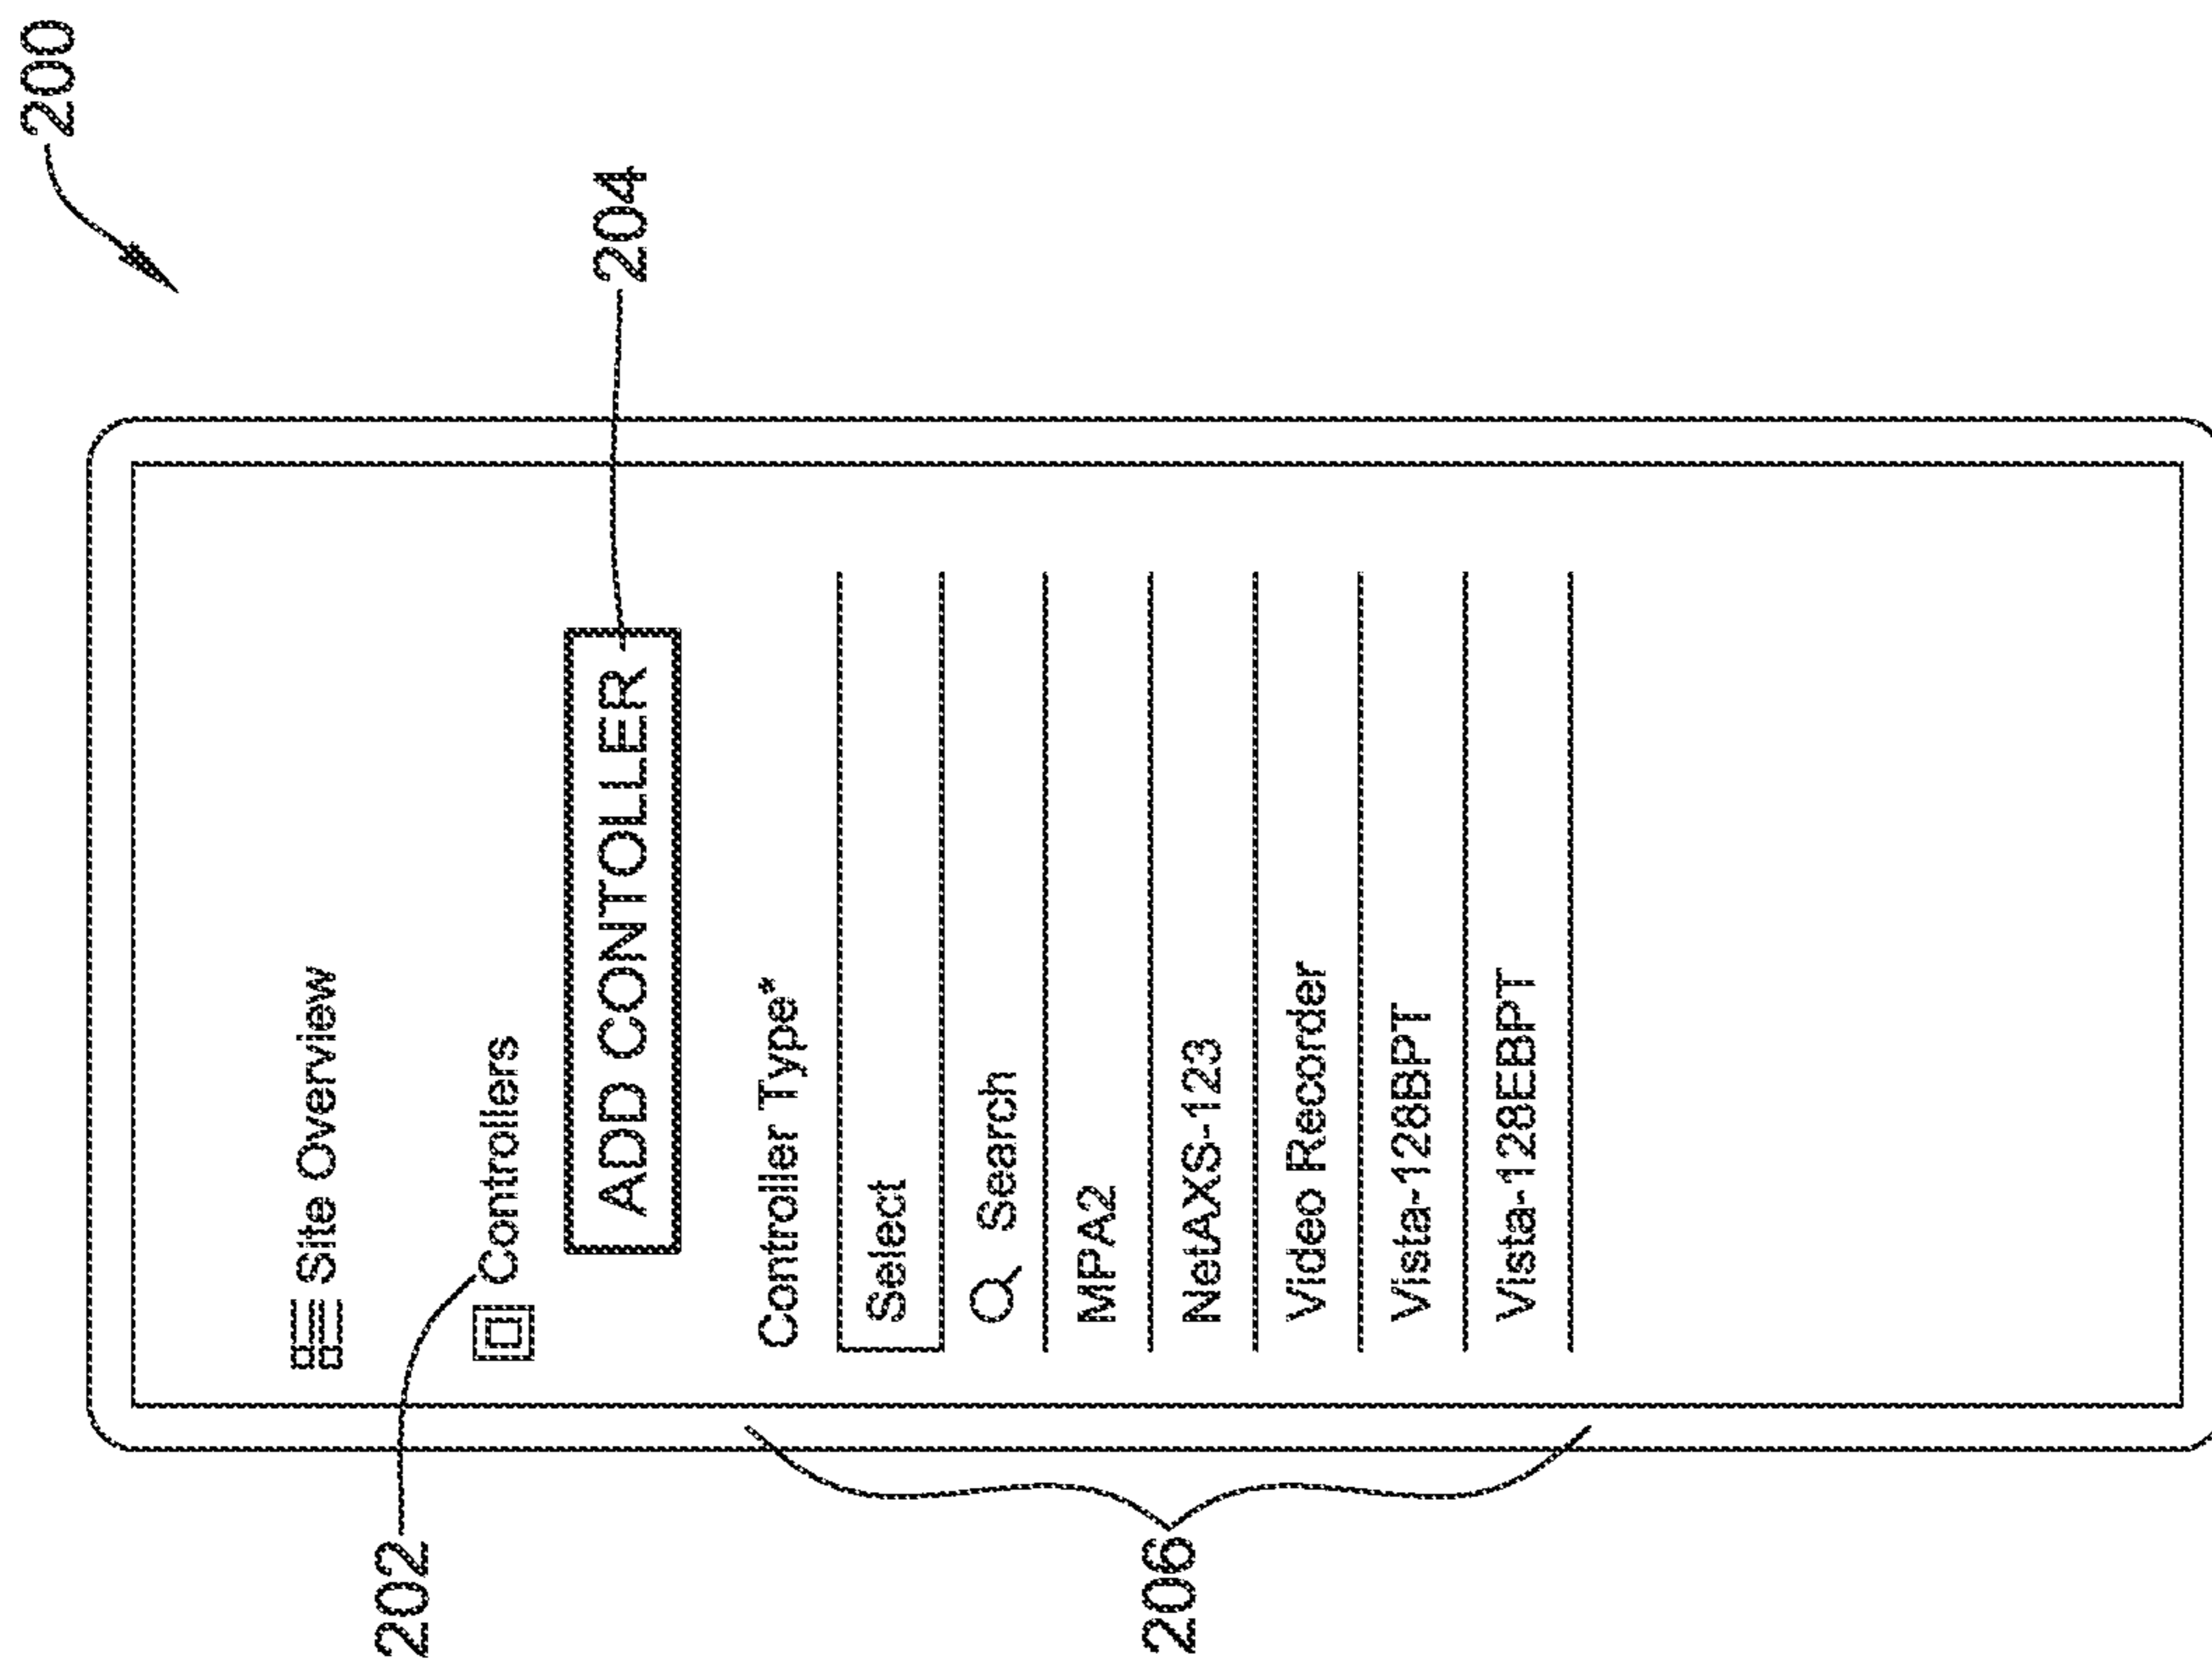 200
Site Overview
202
Controllers
ADD CONTOLLER
204
Controller Type*
Select
Search
MPA2
NetAXS-123
Video Recorder
Vista-128BPT
Vista-128EBPT
206